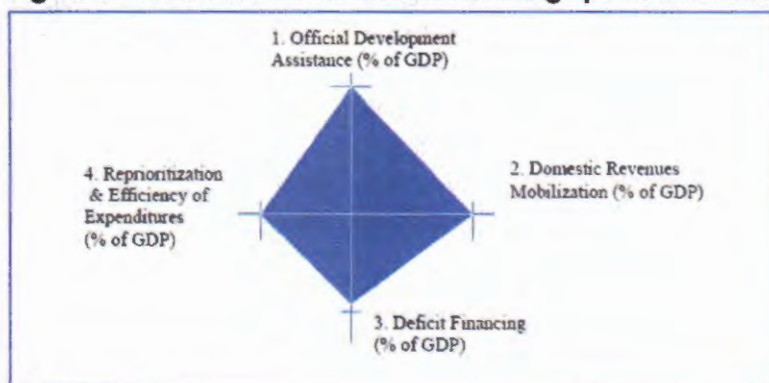 1. Official Development
Assistance (% of GDP)
2. Domestic Revenues
Mobilization (% of GDP)
3. Deficit Financing
(% of GDP)
4. Reprioritization
& Efficiency of
Expenditures
(% of GDP)